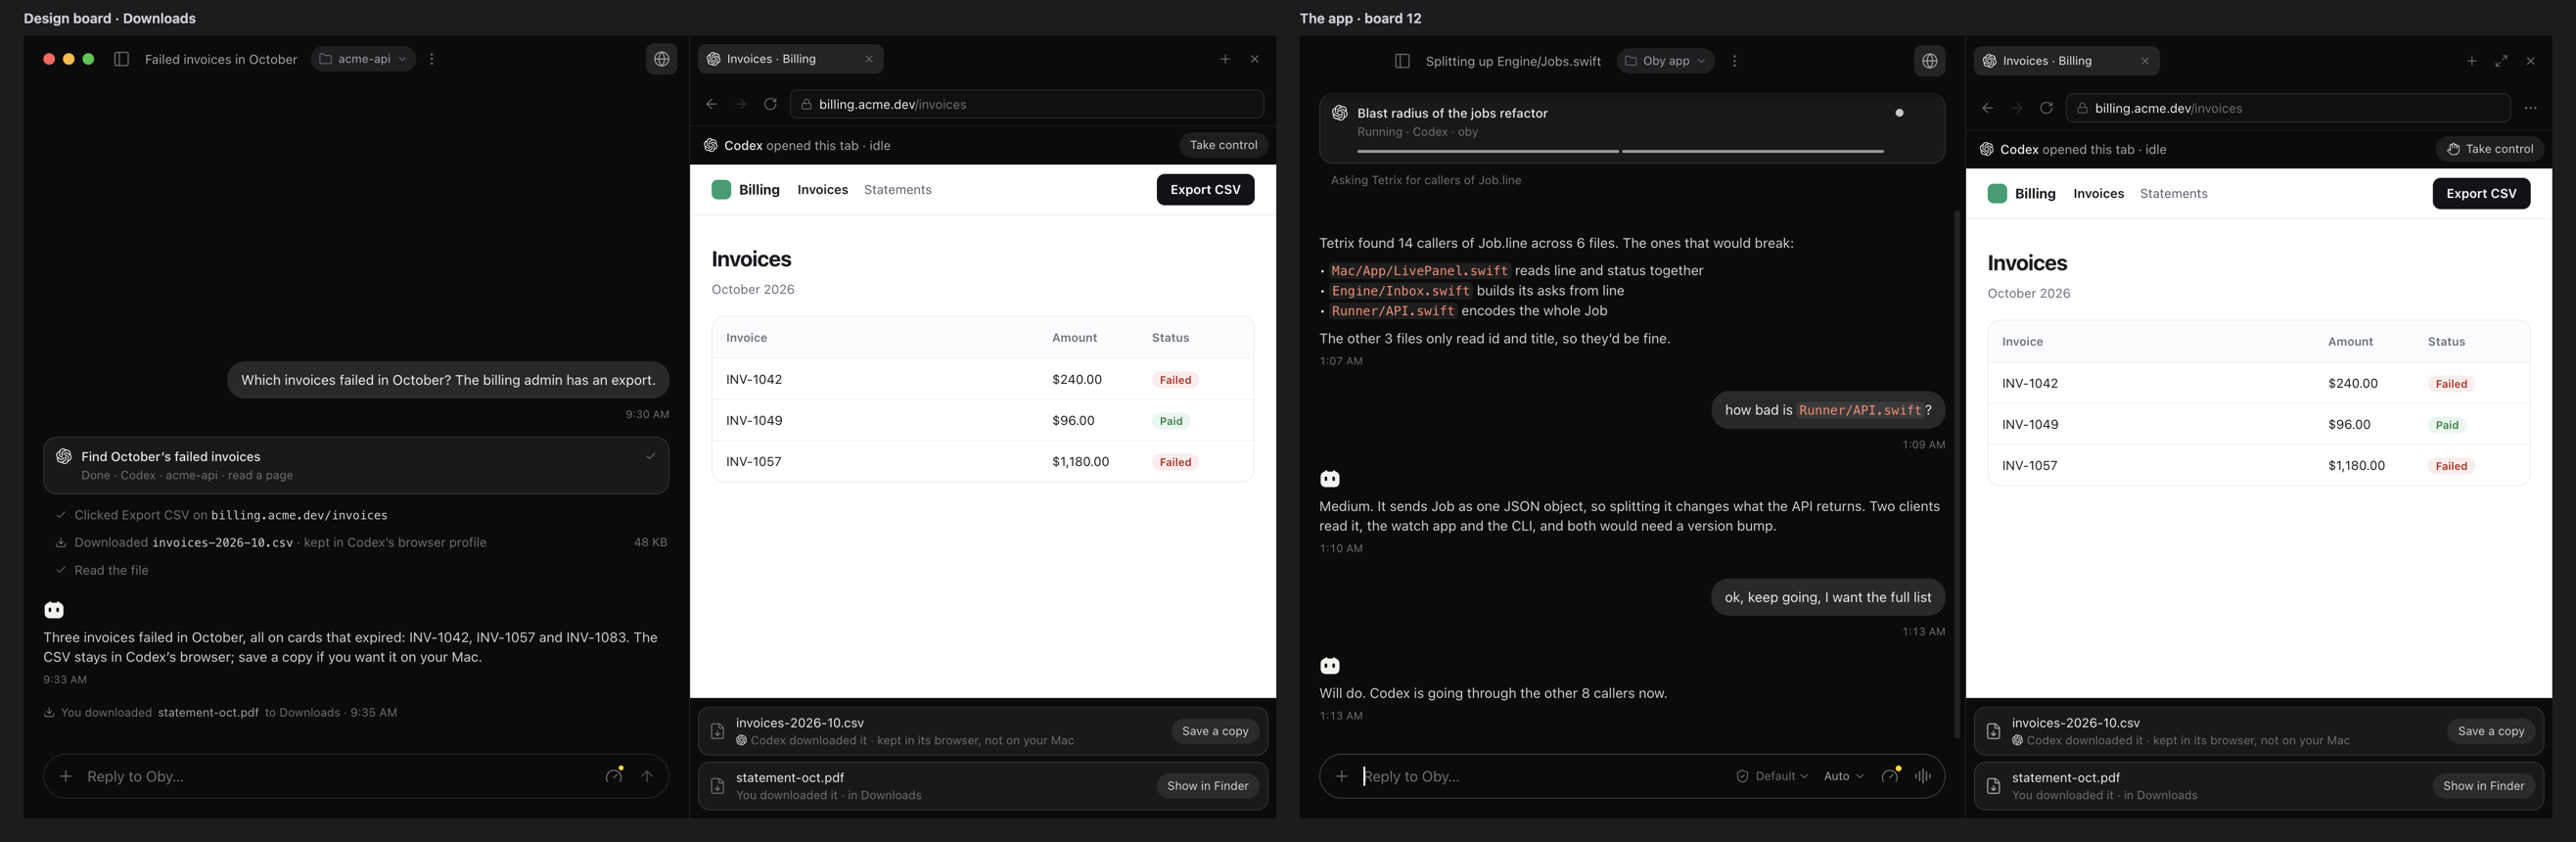 Design board · Downloads
Failed invoices in October
acme-api
Invoices · Billing
billing.acme.dev/invoices
Codex opened this tab · idle
Take control
Billing
Invoices
Statements
Export CSV
Invoices
October 2026
Invoice Amount Status
INV-1042 $240.00 Failed
INV-1049 $96.00 Paid
INV-1057 $1,180.00 Failed
Which invoices failed in October? The billing admin has an export.
9:30 AM
Find October’s failed invoices
Done · Codex · acme-api · read a page
Clicked Export CSV on billing.acme.dev/invoices
Downloaded invoices-2026-10.csv · kept in Codex’s browser profile 48 KB
Read the file
Three invoices failed in October, all on cards that expired: INV-1042, INV-1057 and INV-1083. The
CSV stays in Codex’s browser; save a copy if you want it on your Mac.
9:33 AM
You downloaded statement-oct.pdf to Downloads · 9:35 AM
Reply to Oby...
invoices-2026-10.csv
Codex downloaded it · kept in its browser, not on your Mac
Save a copy
statement-oct.pdf
You downloaded it · in Downloads
Show in Finder
The app · board 12
Splitting up Engine/Jobs.swift
Oby app
Blast radius of the jobs refactor
Running · Codex · oby
Asking Tetrix for callers of Job.line
Tetrix found 14 callers of Job.line across 6 files. The ones that would break:
• Mac/App/LivePanel.swift reads line and status together
• Engine/Inbox.swift builds its asks from line
• Runner/API.swift encodes the whole Job
The other 3 files only read id and title, so they’d be fine.
1:07 AM
how bad is Runner/API.swift?
1:09 AM
Medium. It sends Job as one JSON object, so splitting it changes what the API returns. Two clients
read it, the watch app and the CLI, and both would need a version bump.
1:10 AM
ok, keep going, I want the full list
1:13 AM
Will do. Codex is going through the other 8 callers now.
1:13 AM
Reply to Oby...
Default
Auto
Invoices · Billing
billing.acme.dev/invoices
Codex opened this tab · idle
Take control
Billing
Invoices
Statements
Export CSV
Invoices
October 2026
Invoice Amount Status
INV-1042 $240.00 Failed
INV-1049 $96.00 Paid
INV-1057 $1,180.00 Failed
invoices-2026-10.csv
Codex downloaded it · kept in its browser, not on your Mac
Save a copy
statement-oct.pdf
You downloaded it · in Downloads
Show in Finder